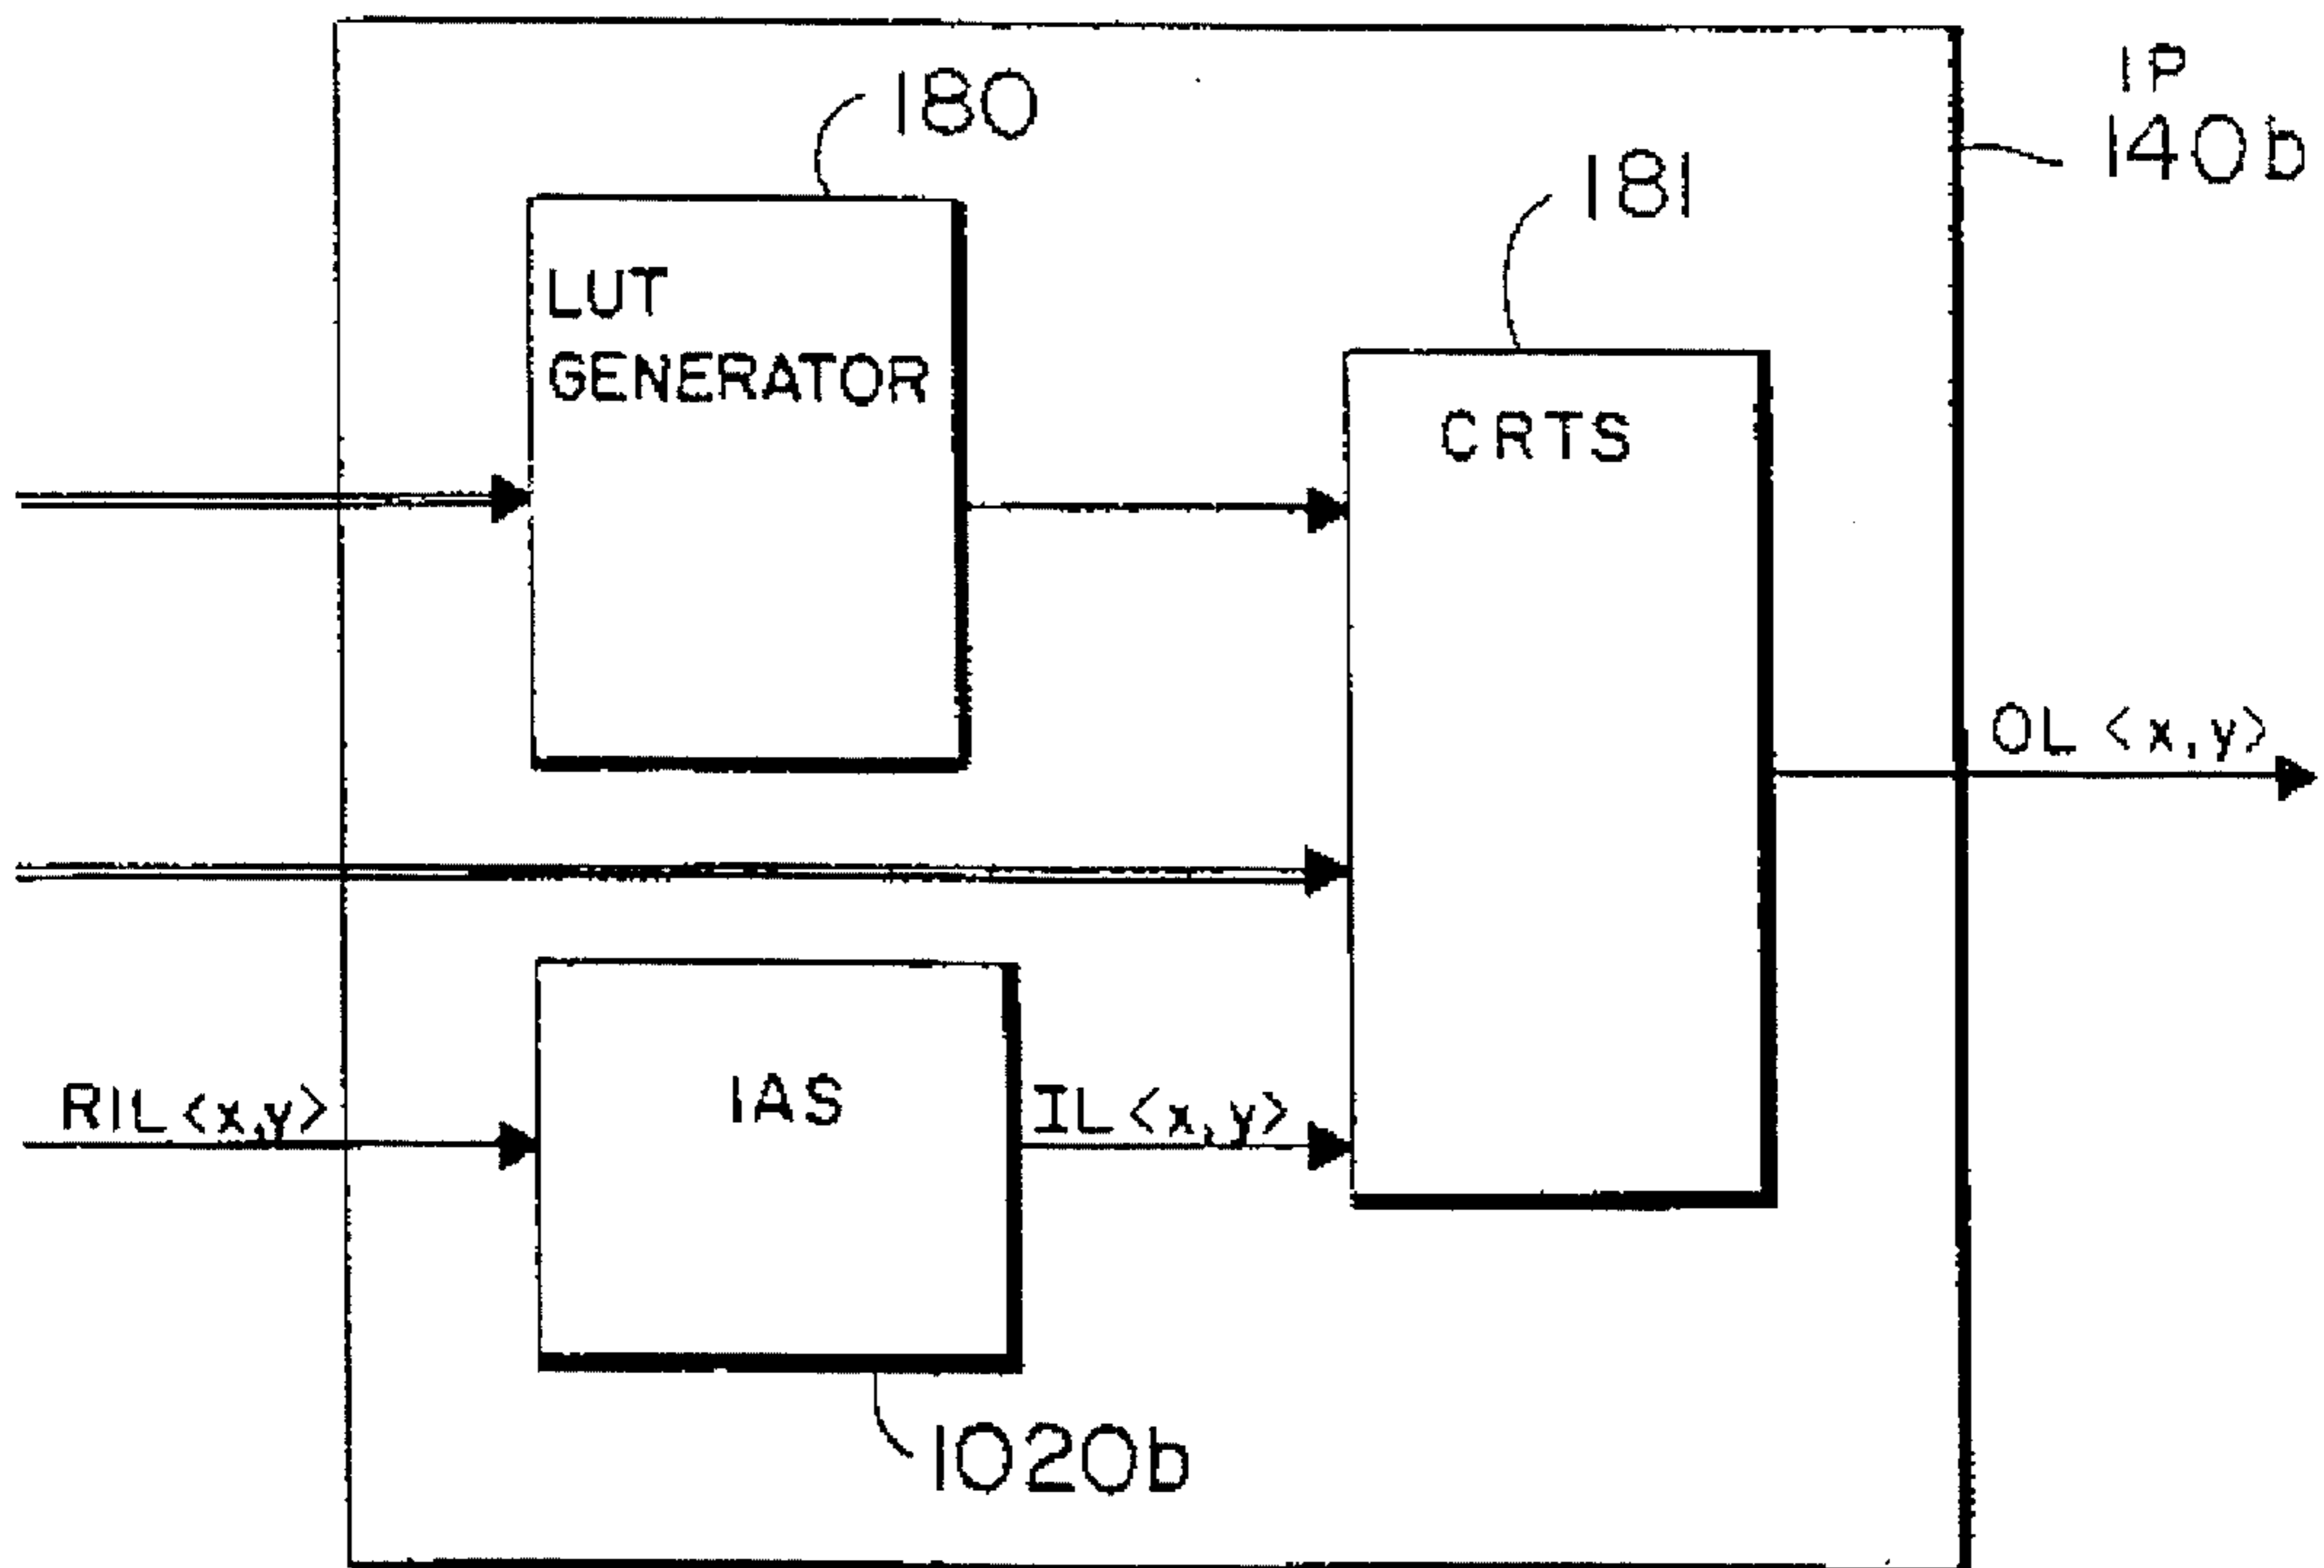 IP
140b
180
181
LUT
GENERATOR
CRTS
OL <x,y>
RIL<x,y>
IAS
IL<x,y>
1020b